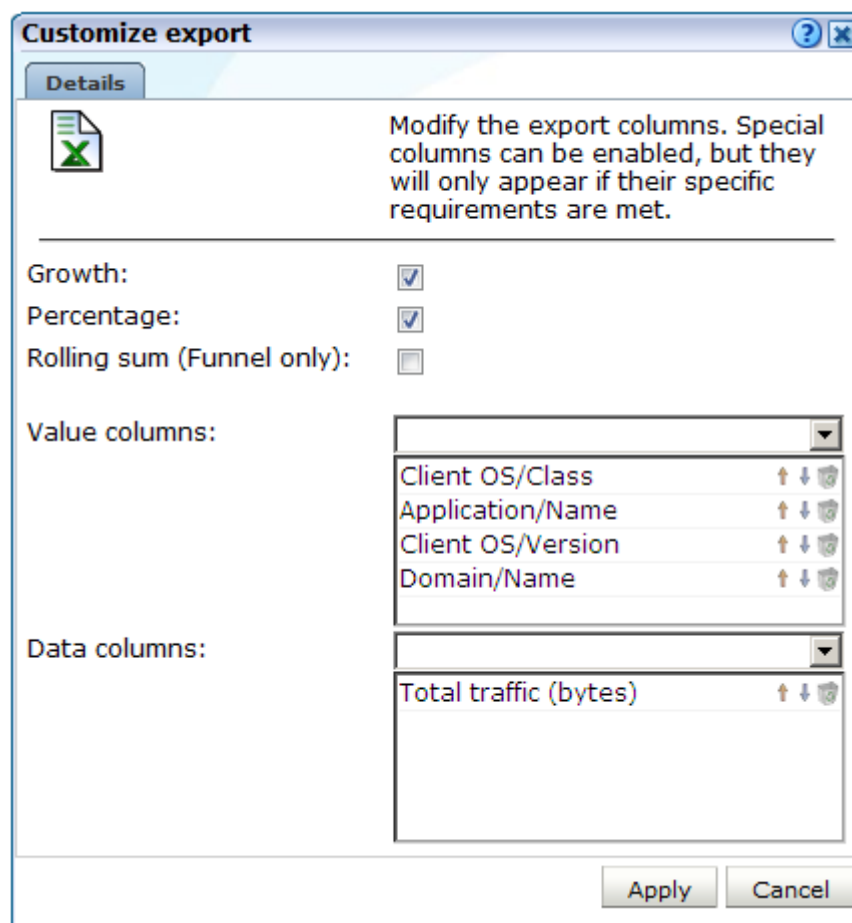 Customize export
Details
Modify the export columns. Special
columns can be enabled, but they
will only appear if their specific
requirements are met.
Growth:
Percentage:
Rolling sum (Funnel only):
Value columns:
Client OS/Class
Application/Name
Client OS/Version
Domain/Name
Data columns:
Total traffic (bytes)
Apply Cancel